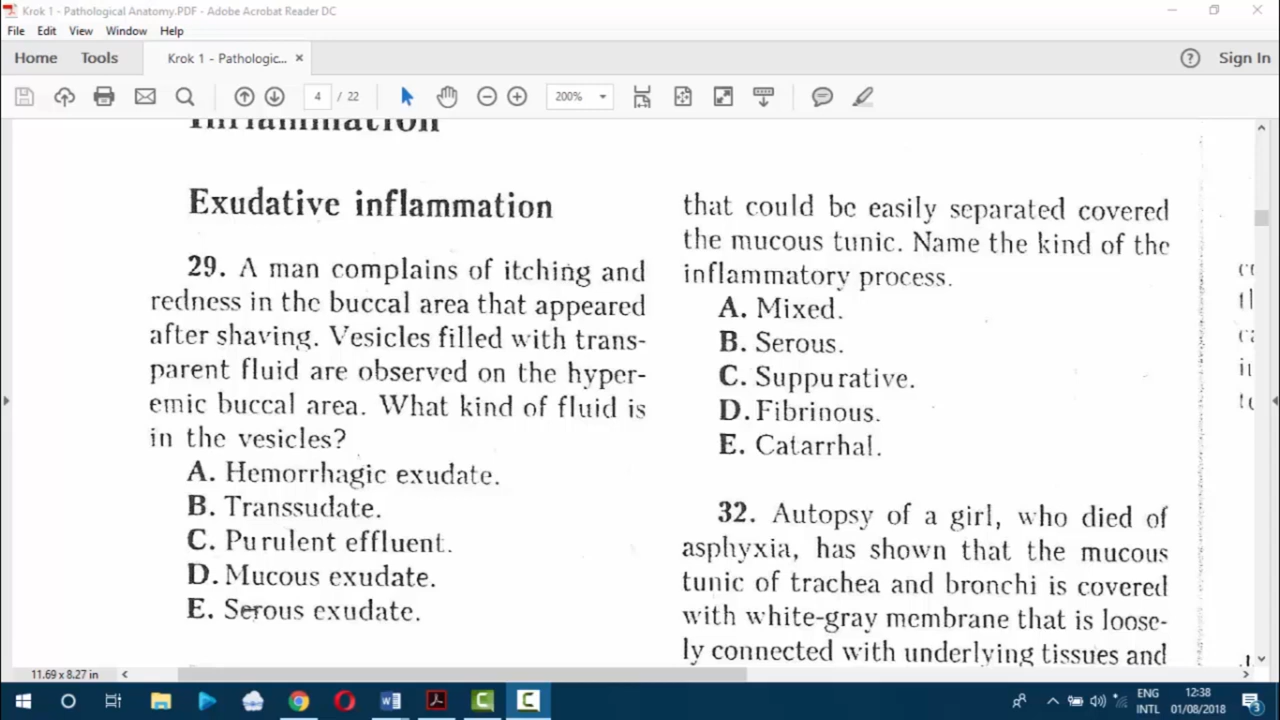 Krok 1 - Pathological Anatomy.PDF - Adobe Acrobat Reader DC
File Edit View Window Help
Home Tools Krok 1 - Pathologic... × Sign In
4 / 22 200%
Inflammation
Exudative inflammation
29. A man complains of itching and
redness in the buccal area that appeared
after shaving. Vesicles filled with trans-
parent fluid are observed on the hyper-
emic buccal area. What kind of fluid is
in the vesicles?
A. Hemorrhagic exudate.
B. Transsudate.
C. Purulent effluent.
D. Mucous exudate.
E. Serous exudate.
that could be easily separated covered
the mucous tunic. Name the kind of the
inflammatory process.
A. Mixed.
B. Serous.
C. Suppurative.
D. Fibrinous.
E. Catarrhal.
32. Autopsy of a girl, who died of
asphyxia, has shown that the mucous
tunic of trachea and bronchi is covered
with white-gray membrane that is loose-
ly connected with underlying tissues and
11.69 x 8.27 in
ENG 12:38
INTL 01/08/2018 3